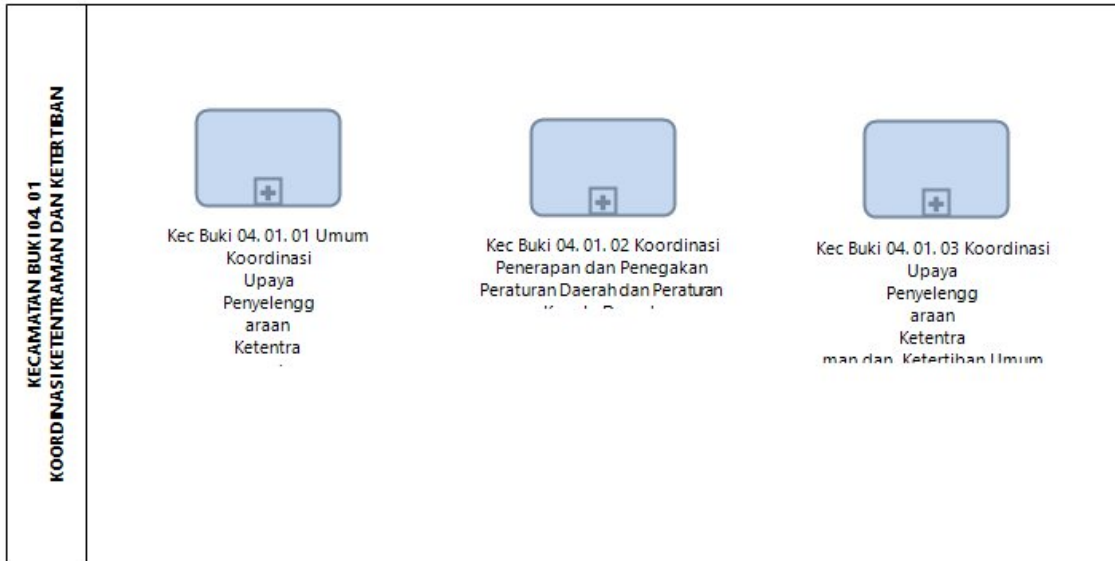 KECAMATAN BUKI 04. 01
KOORDINASI KETENTRAMAN DAN KETERTIBAN
Kec Buki 04. 01. 01 Umum
Koordinasi
Upaya
Penyelengg
araan
Ketentra
Kec Buki 04. 01. 02 Koordinasi
Penerapan dan Penegakan
Peraturan Daerah dan Peraturan
Kec Buki 04. 01. 03 Koordinasi
Upaya
Penyelengg
araan
Ketentra
man dan Ketertiban Umum